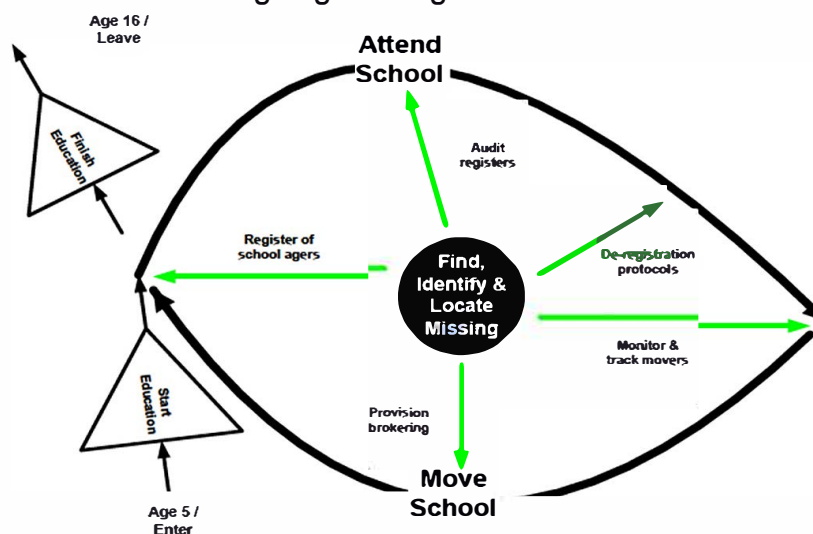 Age 16 /
Leave
Attend
School
Finish
Education
Audit
registers
Register of
school agers
De-registration
protocols
Find,
Identify &
Locate
Missing
Monitor &
track movers
Start
Education
Provision
brokering
Move
School
Age 5 /
Enter